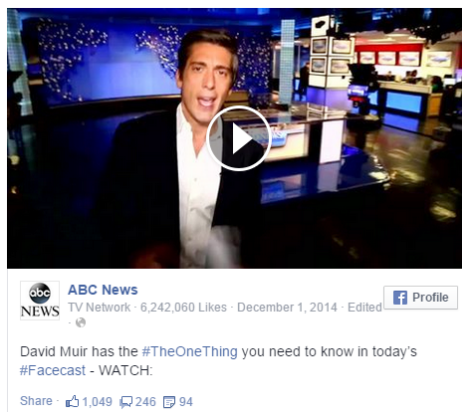 abc
NEWS
ABC News
TV Network · 6,242,060 Likes · December 1, 2014 · Edited
·
Profile
David Muir has the #TheOneThing you need to know in today's
#Facecast - WATCH:
Share · 1,049 246 94